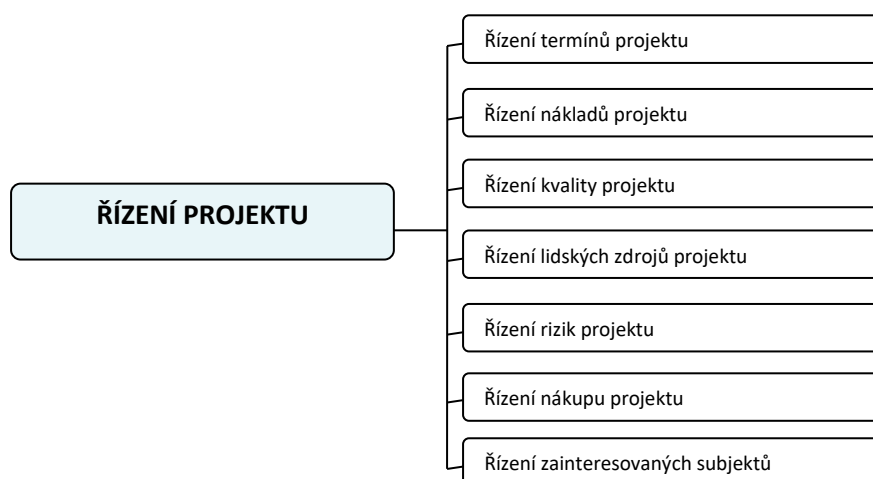 ŘÍZENÍ PROJEKTU
Řízení termínů projektu
Řízení nákladů projektu
Řízení kvality projektu
Řízení lidských zdrojů projektu
Řízení rizik projektu
Řízení nákupu projektu
Řízení zainteresovaných subjektů